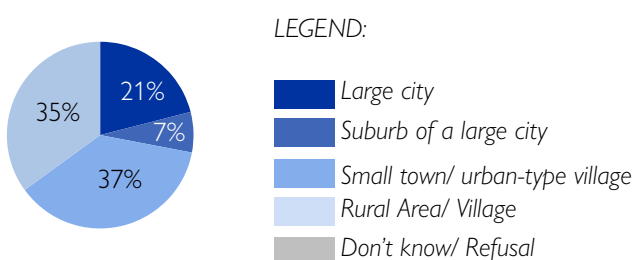 LEGEND:
21%
35%
7%
37%
Large city
Suburb of a large city
Small town/ urban-type village
Rural Area/ Village
Don't know/ Refusal